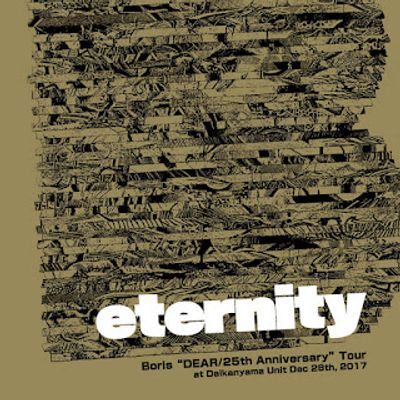 eternity
Boris “DEAR/25th Anniversary” Tour
at Daikanyama Unit Dec 28th, 2017